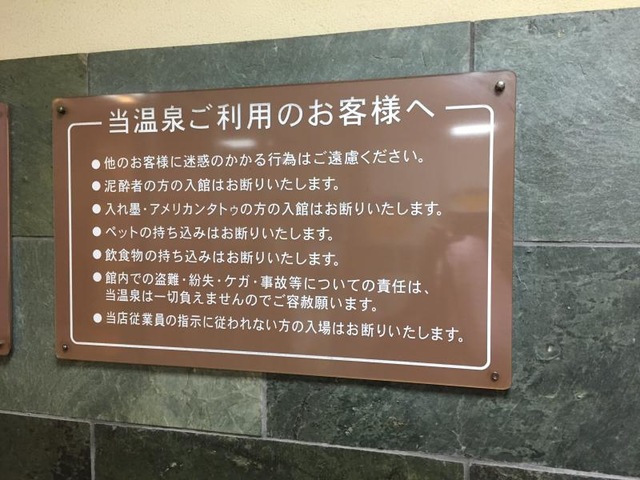 当温泉ご利用のお客様へ
●他のお客様に迷惑のかかる行為はご遠慮ください。
●泥酔者の方の入館はお断りいたします。
●入れ墨・アメリカンタトゥの方の入館はお断りいたします。
●ペットの持ち込みはお断りいたします。
●飲食物の持ち込みはお断りいたします。
●館内での盗難・紛失・ケガ・事故等についての責任は、
当温泉は一切負えませんのでご容赦願います。
●当店従業員の指示に従われない方の入場はお断りいたします。